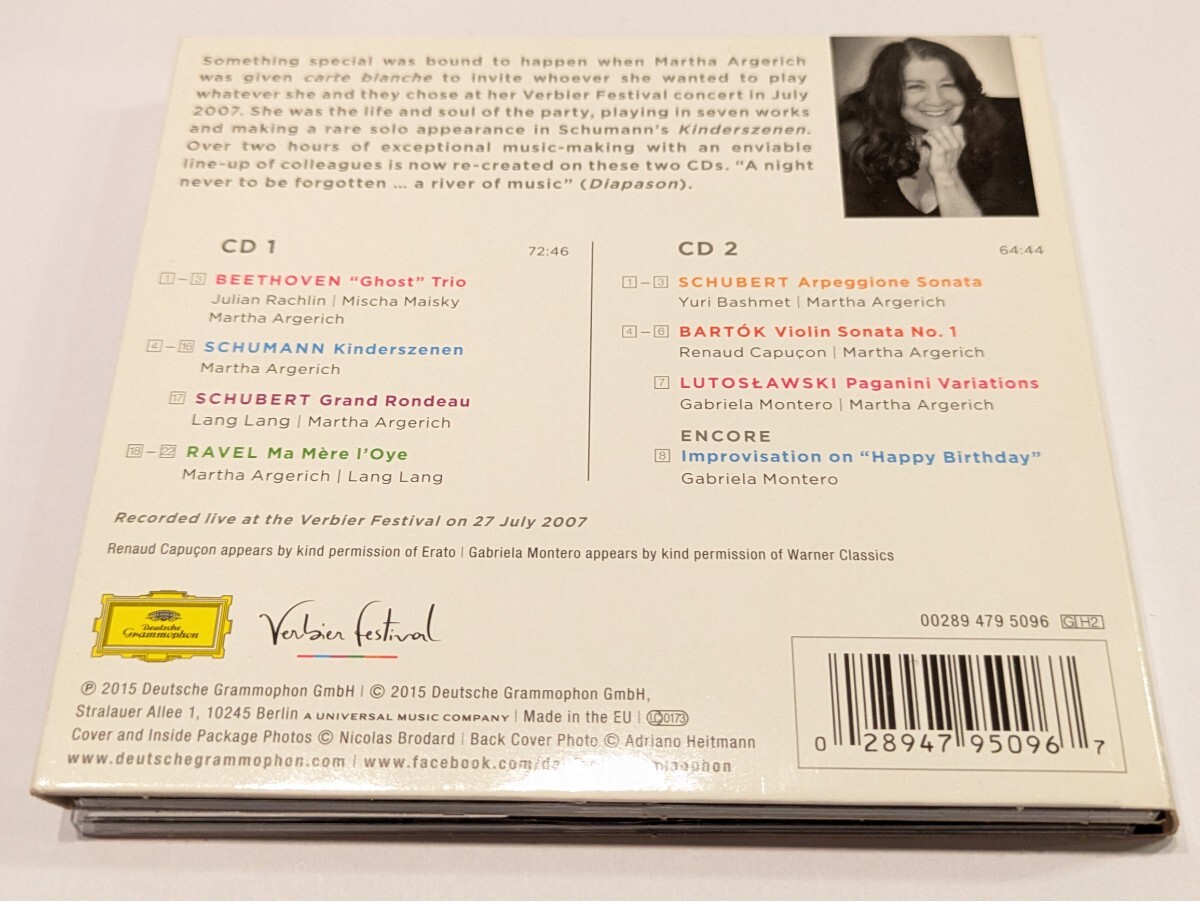 Something special was bound to happen when Martha Argerich
was given carte blanche to invite whoever she wanted to play
whatever she and they chose at her Verbier Festival concert in July
2007. She was the life and soul of the party, playing in seven works
and making a rare solo appearance in Schumann's Kinderszenen.
Over two hours of exceptional music-making with an enviable
line-up of colleagues is now re-created on these two CDs. “A night
never to be forgotten ... a river of music” (Diapason).
CD 1 72:46
1–3 BEETHOVEN “Ghost” Trio
Julian Rachlin | Mischa Maisky
Martha Argerich
4–16 SCHUMANN Kinderszenen
Martha Argerich
17 SCHUBERT Grand Rondeau
Lang Lang | Martha Argerich
18–22 RAVEL Ma Mère l'Oye
Martha Argerich | Lang Lang
CD 2 64:44
1–3 SCHUBERT Arpeggione Sonata
Yuri Bashmet | Martha Argerich
4–6 BARTÓK Violin Sonata No. 1
Renaud Capuçon | Martha Argerich
7 LUTOSŁAWSKI Paganini Variations
Gabriela Montero | Martha Argerich
ENCORE
8 Improvisation on “Happy Birthday”
Gabriela Montero
Recorded live at the Verbier Festival on 27 July 2007
Renaud Capuçon appears by kind permission of Erato | Gabriela Montero appears by kind permission of Warner Classics
Deutsche
Grammophon
Verbier Festival
00289 479 5096 GH2
℗ 2015 Deutsche Grammophon GmbH | © 2015 Deutsche Grammophon GmbH,
Stralauer Allee 1, 10245 Berlin A UNIVERSAL MUSIC COMPANY | Made in the EU | LC0173
Cover and Inside Package Photos © Nicolas Brodard | Back Cover Photo © Adriano Heitmann
www.deutschegrammophon.com | www.facebook.com/
0 28947 95096 7